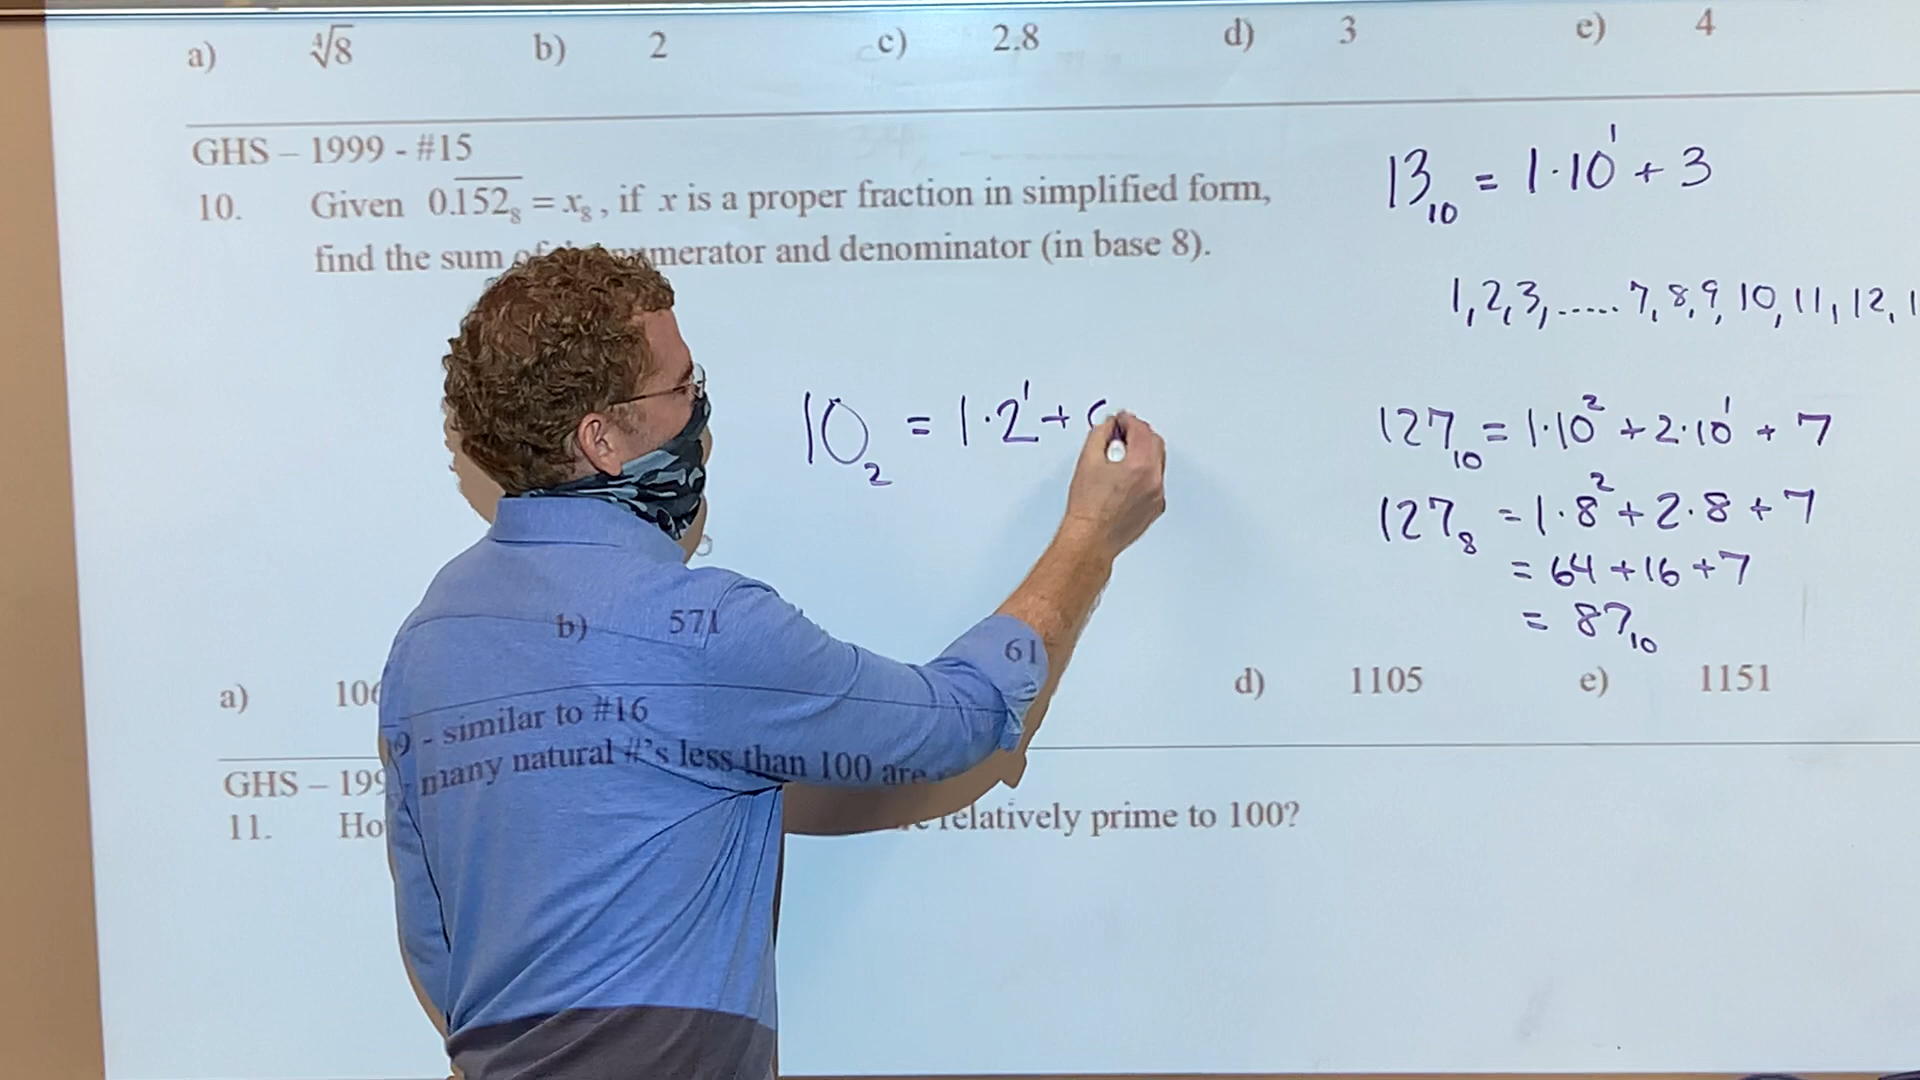 a) ∜8 b) 2 c) 2.8 d) 3 e) 4
GHS – 1999 - #15
10. Given 0.1̅5̅2̅₈ = x₈, if x is a proper fraction in simplified form,
find the sum numerator and denominator (in base 8).
13₁₀ = 1·10¹ + 3
1, 2, 3, ..... 7, 8, 9, 10, 11, 12,
10₂ = 1·2¹ +
127₁₀ = 1·10² + 2·10¹ + 7
127₈ = 1·8² + 2·8 + 7
= 64 + 16 + 7
= 87₁₀
b) 571 61
a) d) 1105 e) 1151
- similar to #16
many natural #'s less than 100 are
GHS –
11. relatively prime to 100?